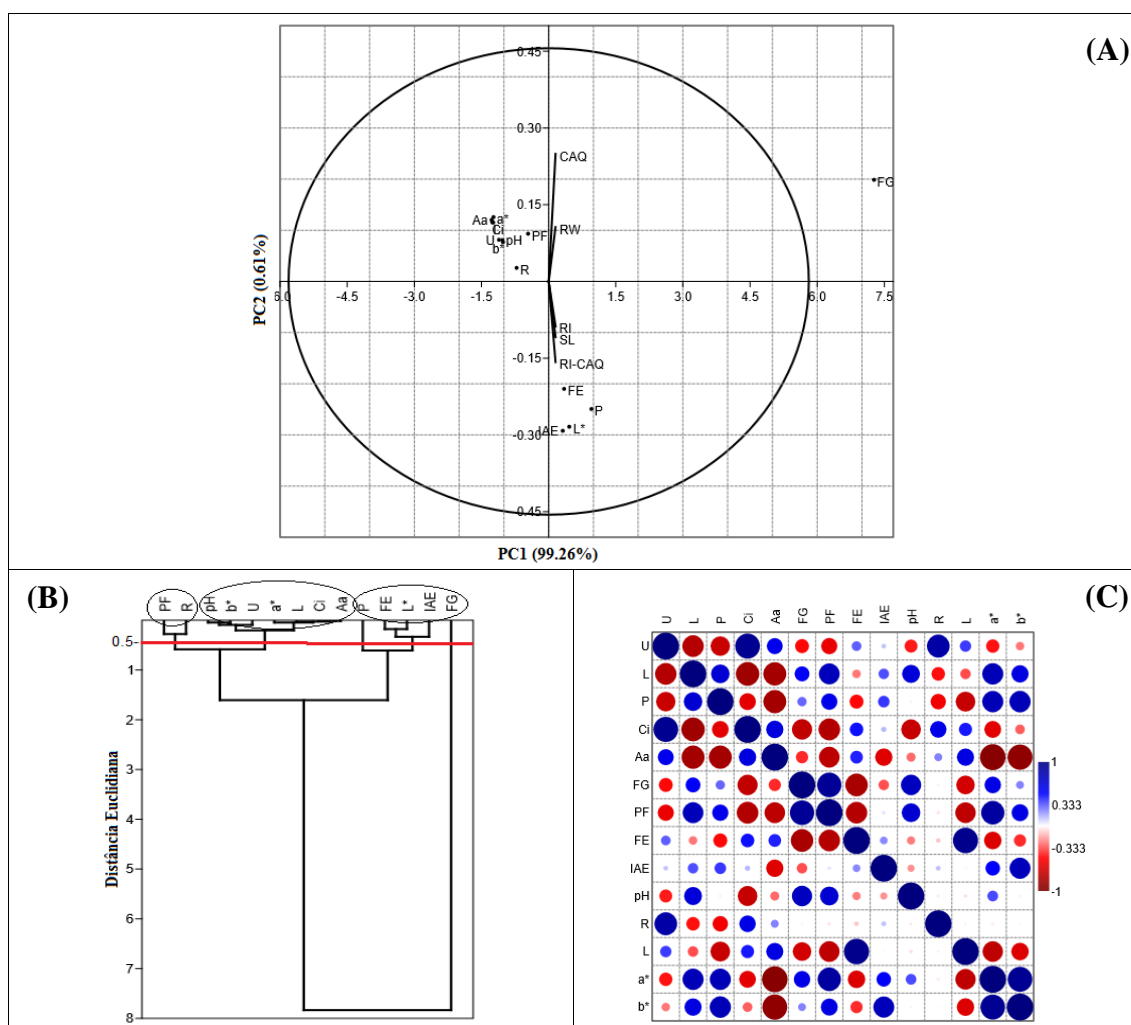 (A)
0.45
0.30
CAQ
0.15
FG
Aa a*
Ci
RW
PF
U pH
b*
R
PC2 (0.61%)
6.0 -4.5 -3.0 -1.5 1.5 3.0 4.5 6.0 7.5
RI
SL
-0.15
RI-CAQ
FE
P
IAE L*
-0.30
-0.45
PC1 (99.26%)
(B)
PF R pH b* U a* L Ci Aa P FE L* IAE FG
0.5
1
2
3
4
5
6
7
8
Distância Euclidiana
(C)
U L P Ci Aa FG PF FE IAE pH R L a* b*
U
L
P
Ci
Aa
FG
PF
FE
IAE
pH
R
L
a*
b*
1
0.333
-0.333
-1